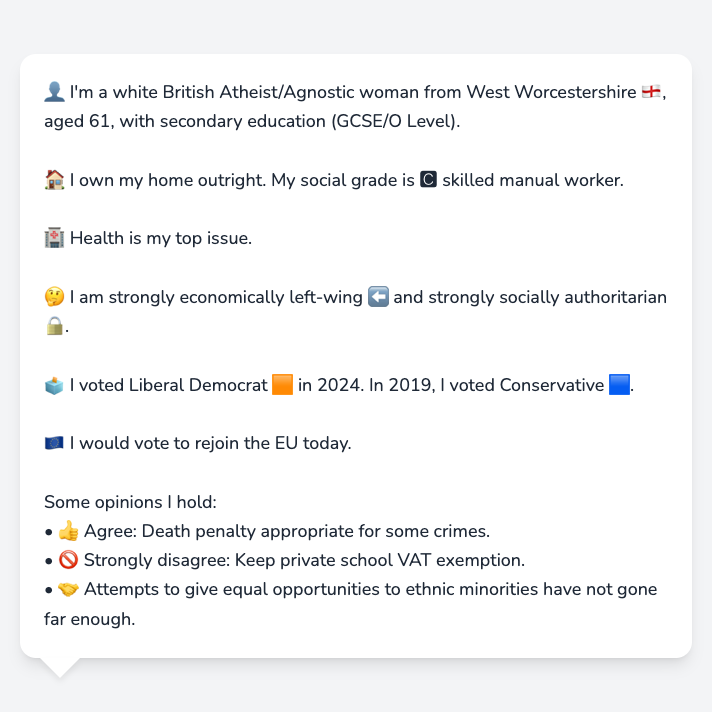 👤 I'm a white British Atheist/Agnostic woman from West Worcestershire 🏴󠁧󠁢󠁥󠁮󠁧󠁿,
aged 61, with secondary education (GCSE/O Level).
🏠 I own my home outright. My social grade is 🅲 skilled manual worker.
🏥 Health is my top issue.
🤔 I am strongly economically left-wing ⬅️ and strongly socially authoritarian
🔒.
🗳️ I voted Liberal Democrat 🟧 in 2024. In 2019, I voted Conservative 🟦.
🇪🇺 I would vote to rejoin the EU today.
Some opinions I hold:
• 👍 Agree: Death penalty appropriate for some crimes.
• 🚫 Strongly disagree: Keep private school VAT exemption.
• 🤝 Attempts to give equal opportunities to ethnic minorities have not gone
far enough.